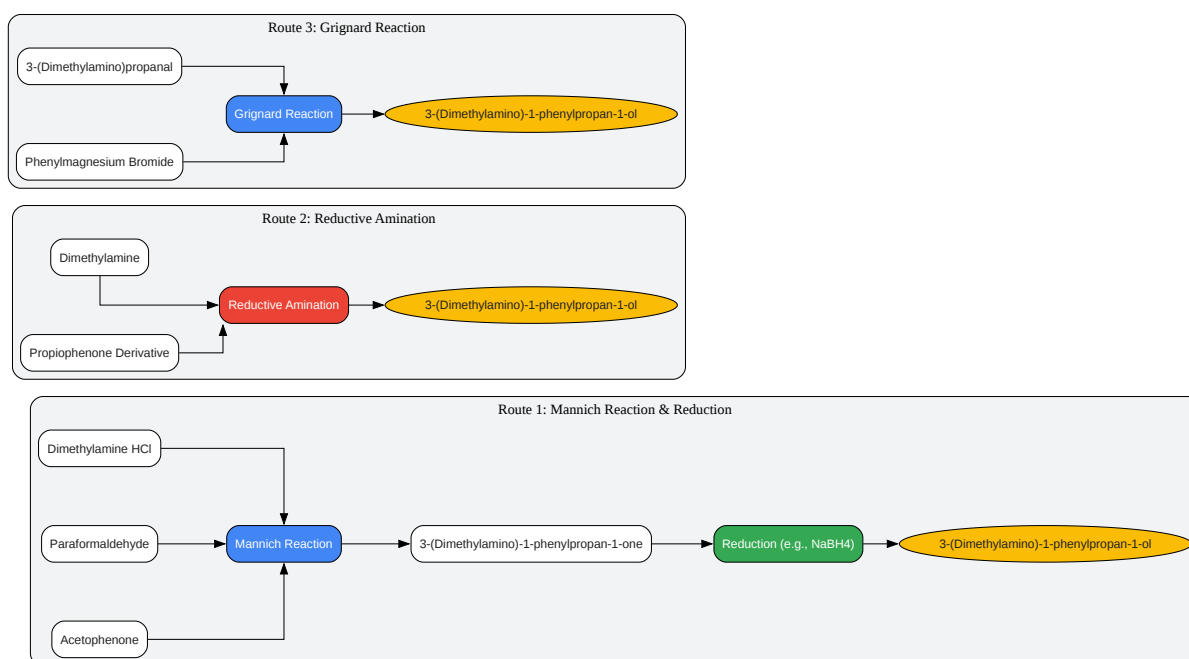 Route 3: Grignard Reaction
3-(Dimethylamino)propanal
Grignard Reaction
3-(Dimethylamino)-1-phenylpropan-1-ol
Phenylmagnesium Bromide
Route 2: Reductive Amination
Dimethylamine
Reductive Amination
3-(Dimethylamino)-1-phenylpropan-1-ol
Propiophenone Derivative
Route 1: Mannich Reaction & Reduction
Dimethylamine HCl
Paraformaldehyde
Mannich Reaction
3-(Dimethylamino)-1-phenylpropan-1-one
Reduction (e.g., NaBH4)
3-(Dimethylamino)-1-phenylpropan-1-ol
Acetophenone